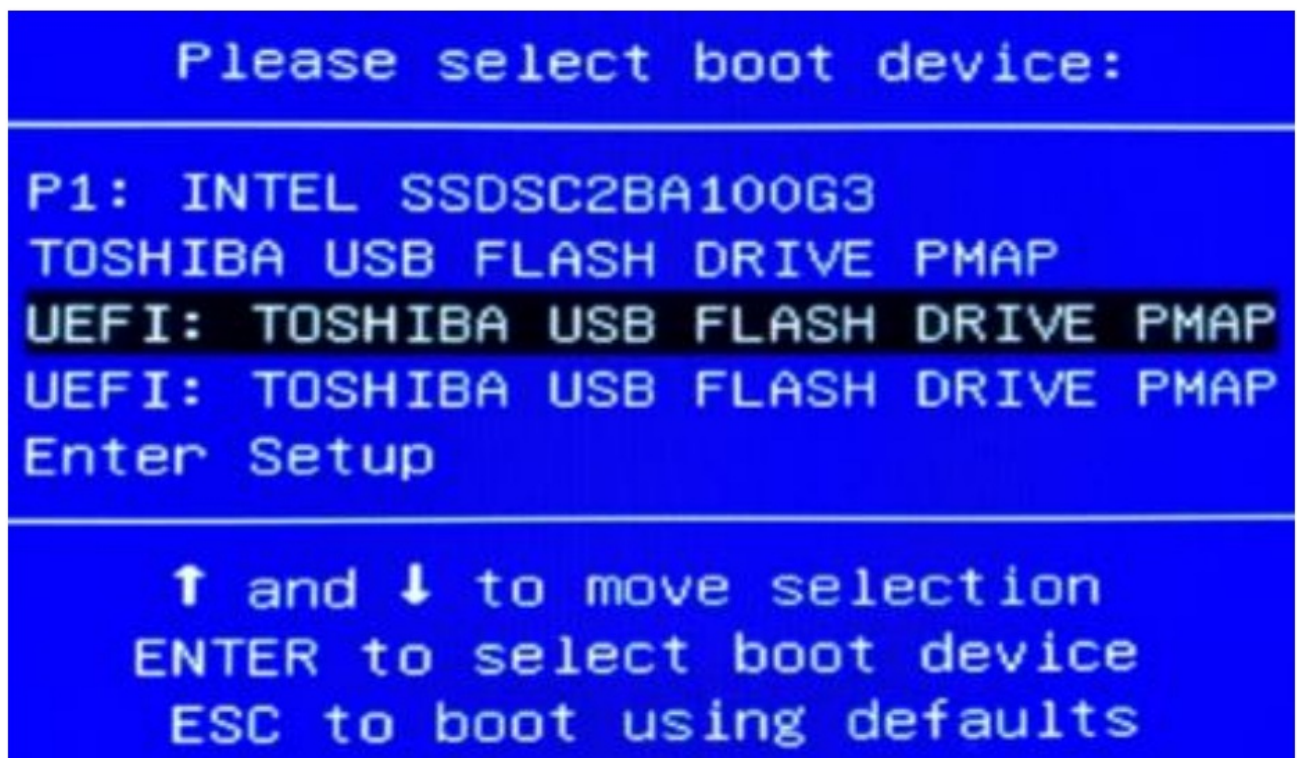 Please select boot device:
P1: INTEL SSDSC2BA100G3
TOSHIBA USB FLASH DRIVE PMAP
UEFI: TOSHIBA USB FLASH DRIVE PMAP
UEFI: TOSHIBA USB FLASH DRIVE PMAP
Enter Setup
↑ and ↓ to move selection
ENTER to select boot device
ESC to boot using defaults